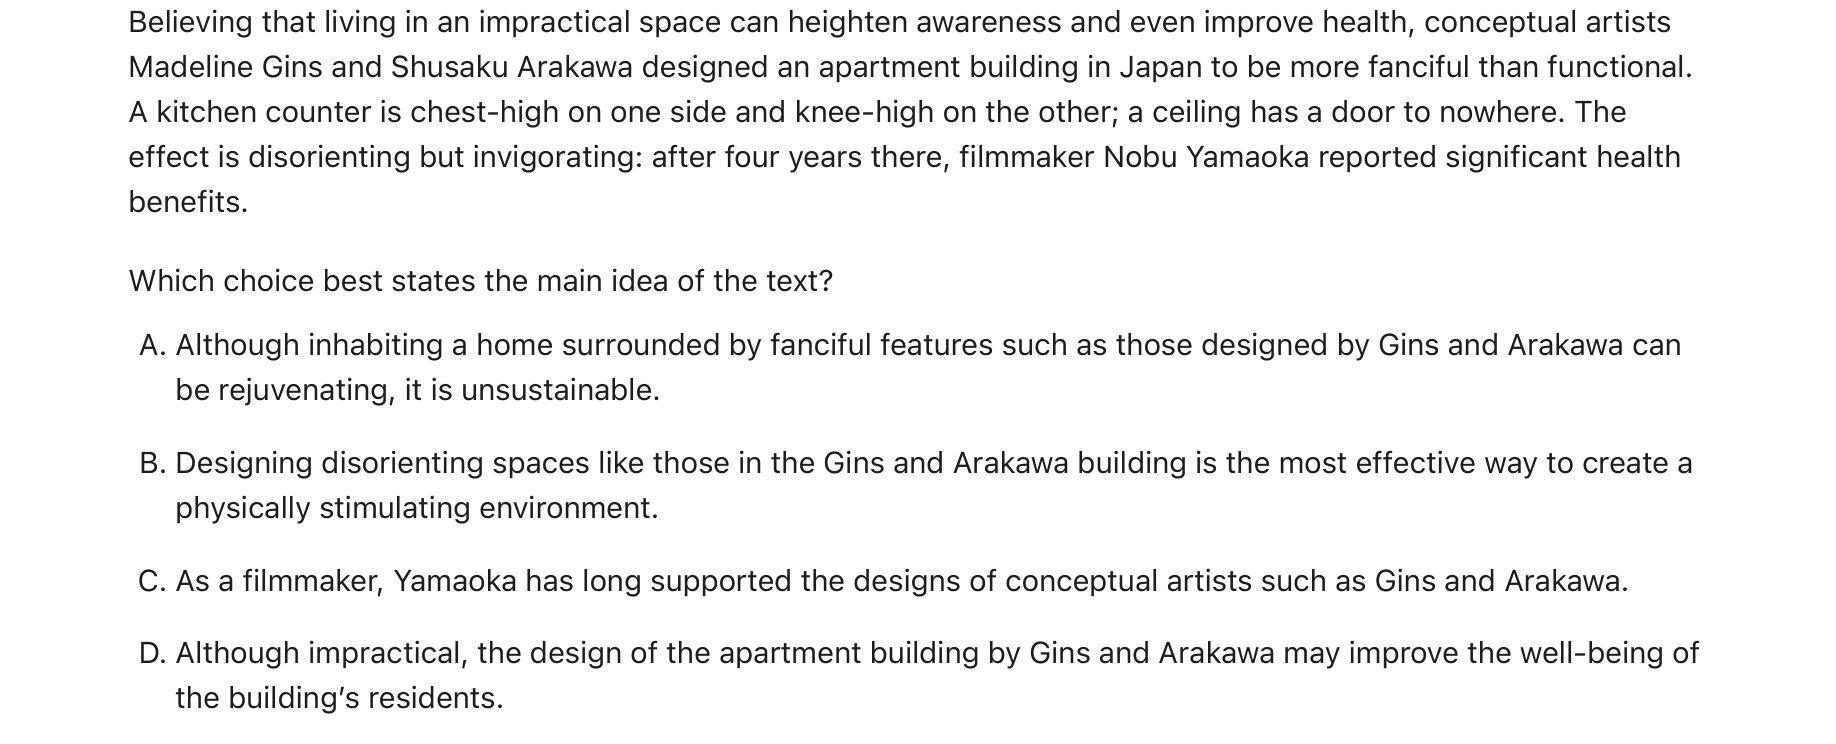 Believing that living in an impractical space can heighten awareness and even improve health, conceptual artists
Madeline Gins and Shusaku Arakawa designed an apartment building in Japan to be more fanciful than functional.
A kitchen counter is chest-high on one side and knee-high on the other; a ceiling has a door to nowhere. The
effect is disorienting but invigorating: after four years there, filmmaker Nobu Yamaoka reported significant health
benefits.
Which choice best states the main idea of the text?
A. Although inhabiting a home surrounded by fanciful features such as those designed by Gins and Arakawa can
be rejuvenating, it is unsustainable.
B. Designing disorienting spaces like those in the Gins and Arakawa building is the most effective way to create a
physically stimulating environment.
C. As a filmmaker, Yamaoka has long supported the designs of conceptual artists such as Gins and Arakawa.
D. Although impractical, the design of the apartment building by Gins and Arakawa may improve the well-being of
the building’s residents.